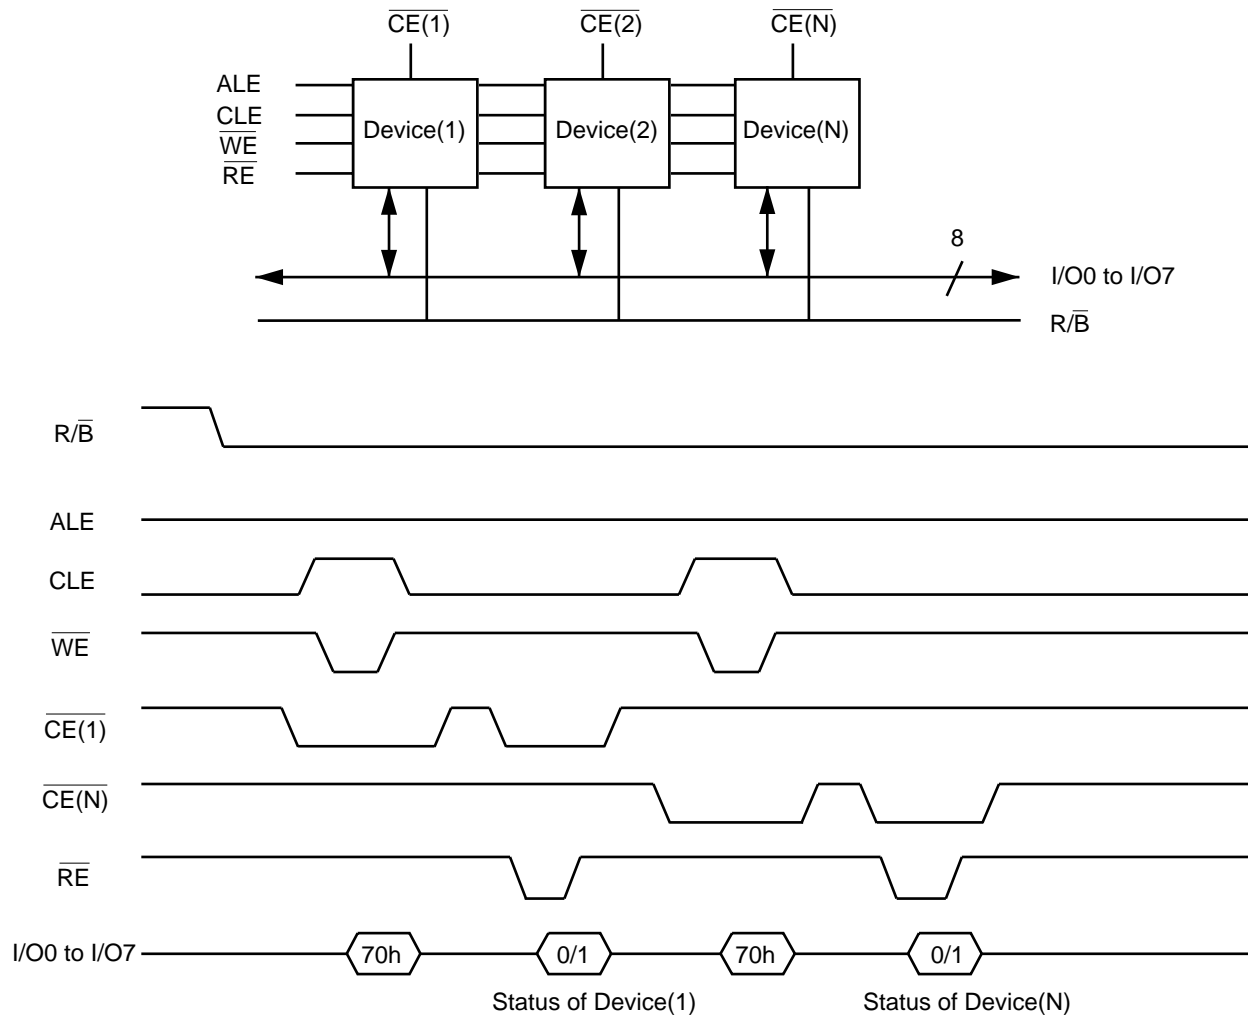 CE(1) CE(2) CE(N)
ALE
CLE
WE
RE
Device(1) Device(2) Device(N)
8
I/O0 to I/O7
R/B
R/B
ALE
CLE
WE
CE(1)
CE(N)
RE
I/O0 to I/O7 70h 0/1 70h 0/1
Status of Device(1) Status of Device(N)